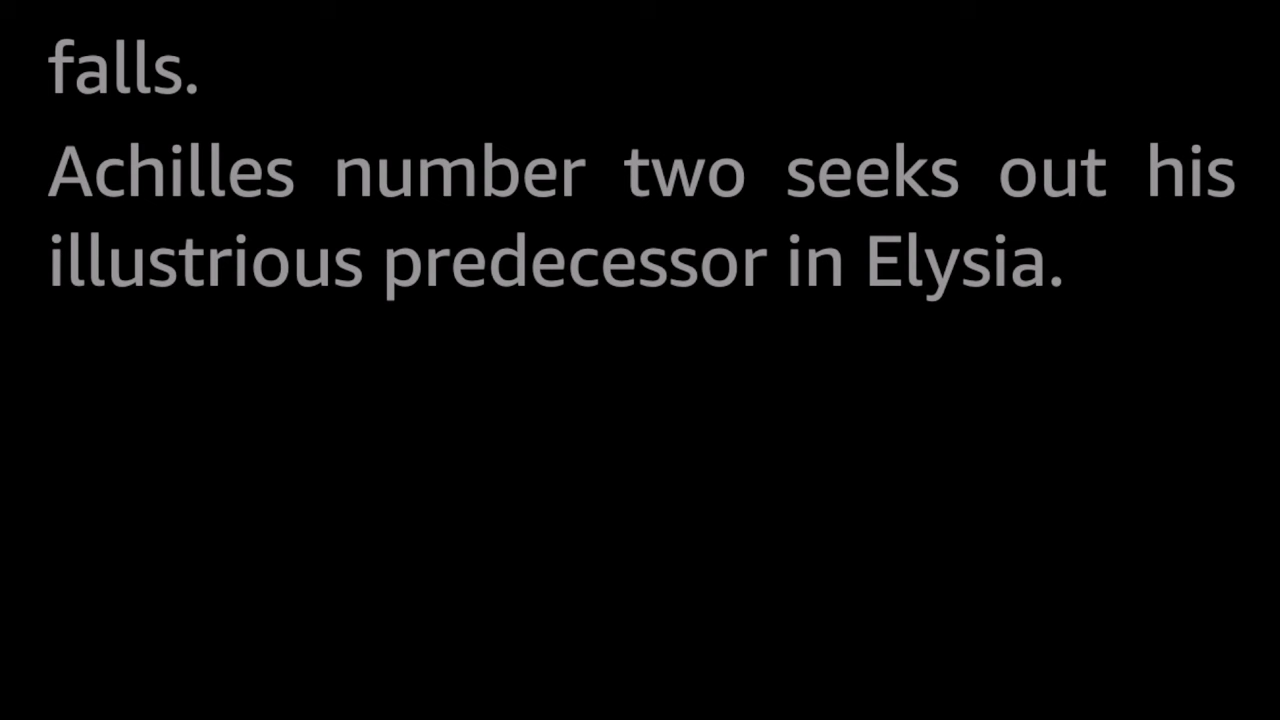 falls.
Achilles number two seeks out his
illustrious predecessor in Elysia.